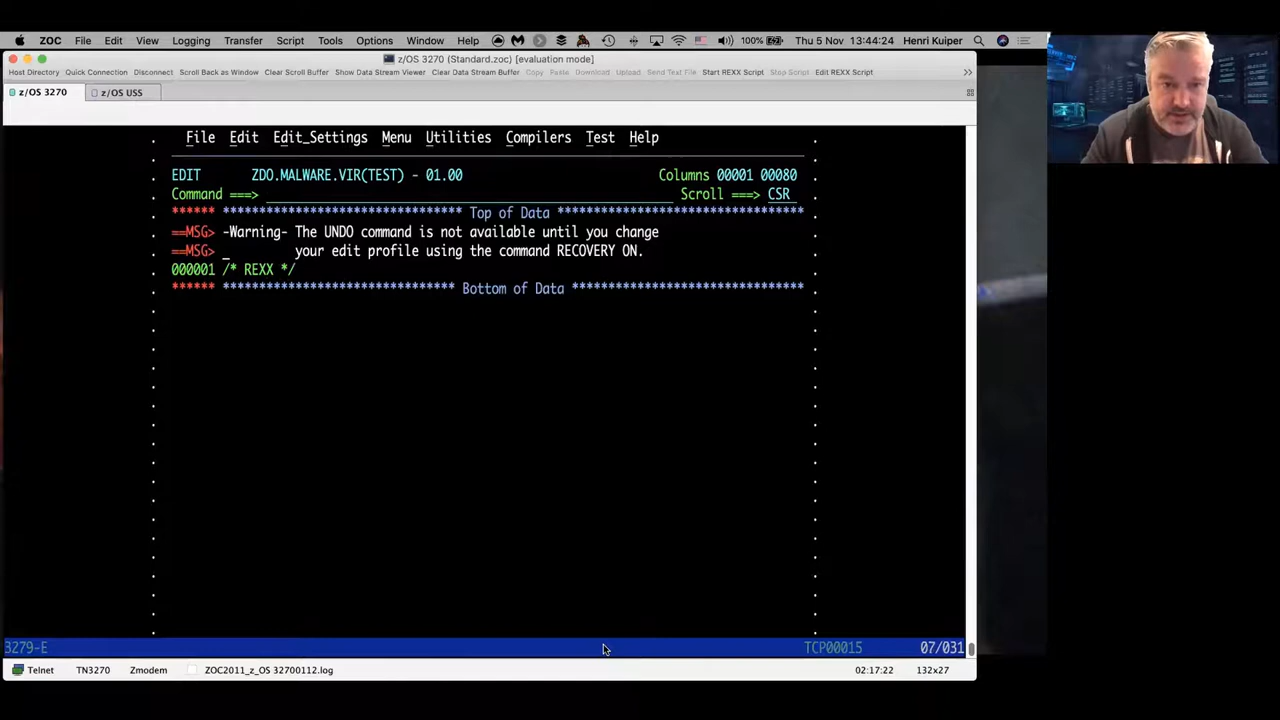 ZOC File Edit View Logging Transfer Script Tools Options Window Help 100% Thu 5 Nov 13:44:24 Henri Kuiper
z/OS 3270 (Standard.zoc) [evaluation mode]
Host Directory Quick Connection Disconnect Scroll Back as Window Clear Scroll Buffer Show Data Stream Viewer Clear Data Stream Buffer Copy Paste Download Upload Send Text File Start REXX Script Stop Script Edit REXX Script »
z/OS 3270 z/OS USS
File Edit Edit_Settings Menu Utilities Compilers Test Help
EDIT ZDO.MALWARE.VIR(TEST) - 01.00 Columns 00001 00080
Command ===> Scroll ===> CSR
****** ********************************* Top of Data **********************************
==MSG> -Warning- The UNDO command is not available until you change
==MSG> _ your edit profile using the command RECOVERY ON.
000001 /* REXX */
****** ******************************** Bottom of Data ********************************
3279-E TCP00015 07/031
Telnet TN3270 Zmodem ZOC2011_z_OS 32700112.log 02:17:22 132x27